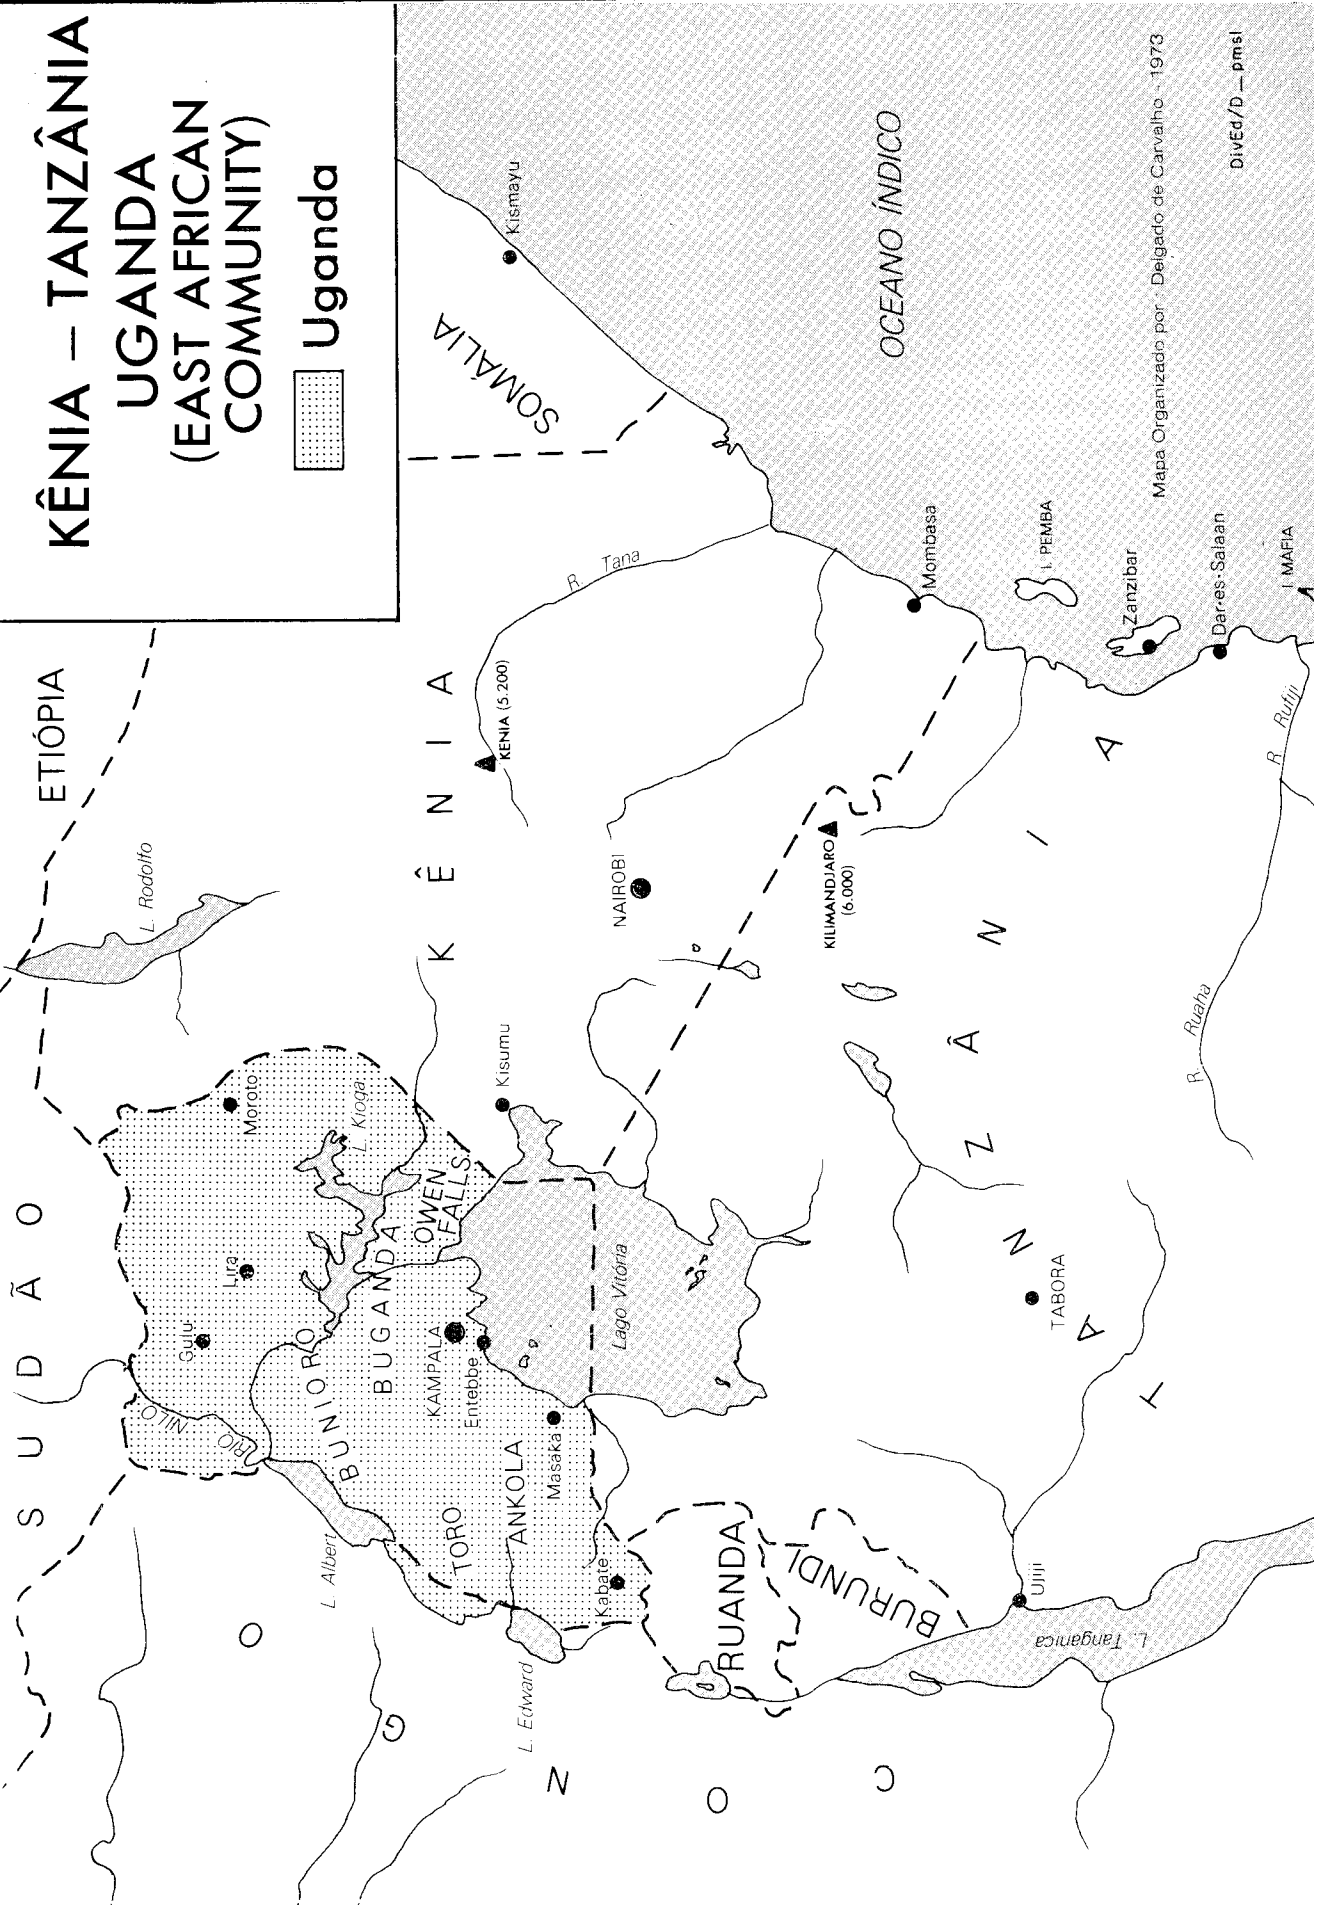 KÊNIA – TANZÂNIA
UGANDA
(EAST AFRICAN
COMMUNITY)
Uganda
SUDÃO
ETIÓPIA
SOMÁLIA
KÊNIA
TANZÂNIA
CONGO
RUANDA
BURUNDI
OCEANO ÍNDICO
L. Rodolfo
L. Kioga
L. Albert
L. Edward
Lago Vitória
L. Tanganica
RIO NILO
R. Tana
R. Ruaha
R Rufiji
BUNIORO
BUGANDA
TORO
ANKOLA
OWEN
FALLS
Moroto
Lira
Gulu
KAMPALA
Entebbe
Masaka
Kabate
Kisumu
NAIROBI
KENIA (5.200)
KILIMANDJARO
(6.000)
Kismayu
Mombasa
I. PEMBA
Zanzibar
Dar-es-Salaan
I MAFIA
TABORA
Ujiji
Mapa Organizado por Delgado de Carvalho - 1973
DivEd/D_pmsl